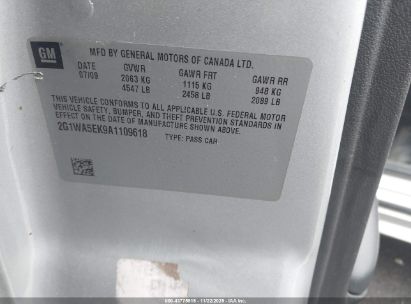 GM
MFD BY GENERAL MOTORS OF CANADA LTD.
DATE GVWR GAWR FRT GAWR RR
07/09 2063 KG 1115 KG 948 KG
4547 LB 2458 LB 2089 LB
THIS VEHICLE CONFORMS TO ALL APPLICABLE U.S. FEDERAL MOTOR
VEHICLE SAFETY, BUMPER, AND THEFT PREVENTION STANDARDS IN
EFFECT ON THE DATE OF MANUFACTURE SHOWN ABOVE.
2G1WA5EK9A1109618 TYPE: PASS CAR